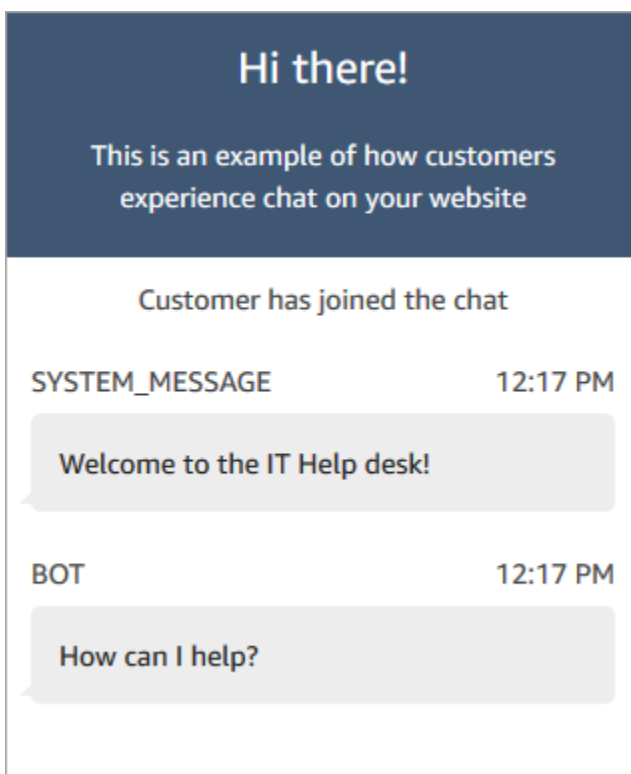 Hi there!
This is an example of how customers
experience chat on your website
Customer has joined the chat
SYSTEM_MESSAGE 12:17 PM
Welcome to the IT Help desk!
BOT 12:17 PM
How can I help?